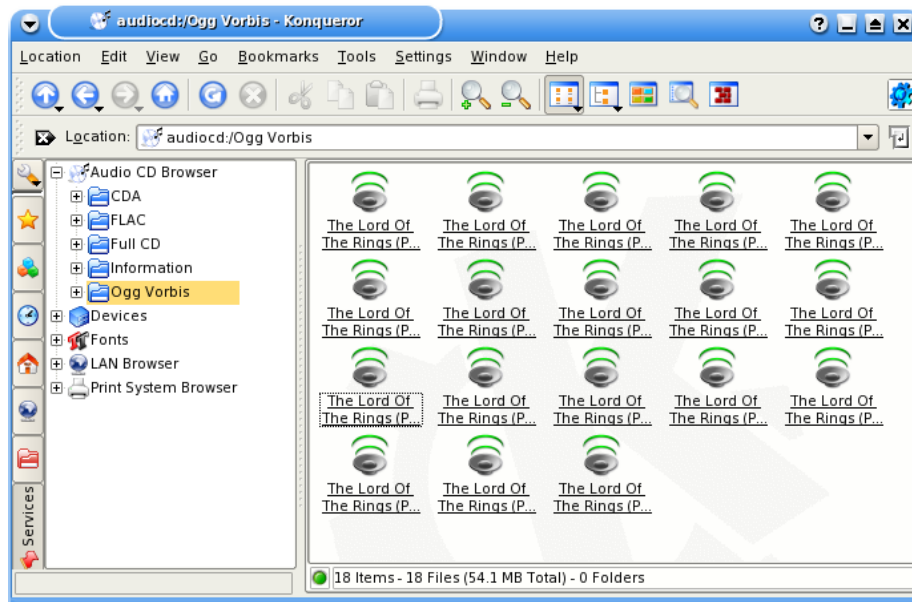 audiocd:/Ogg Vorbis - Konqueror
Location Edit View Go Bookmarks Tools Settings Window Help
Location: audiocd:/Ogg Vorbis
Audio CD Browser
CDA
FLAC
Full CD
Information
Ogg Vorbis
Devices
Fonts
LAN Browser
Print System Browser
Services
The Lord Of The Lord Of The Lord Of The Lord Of The Lord Of
The Rings (P... The Rings (P... The Rings (P... The Rings (P... The Rings (P...
The Lord Of The Lord Of The Lord Of The Lord Of The Lord Of
The Rings (P... The Rings (P... The Rings (P... The Rings (P... The Rings (P...
The Lord Of The Lord Of The Lord Of The Lord Of The Lord Of
The Rings (P... The Rings (P... The Rings (P... The Rings (P... The Rings (P...
The Lord Of The Lord Of The Lord Of
The Rings (P... The Rings (P... The Rings (P...
18 Items - 18 Files (54.1 MB Total) - 0 Folders